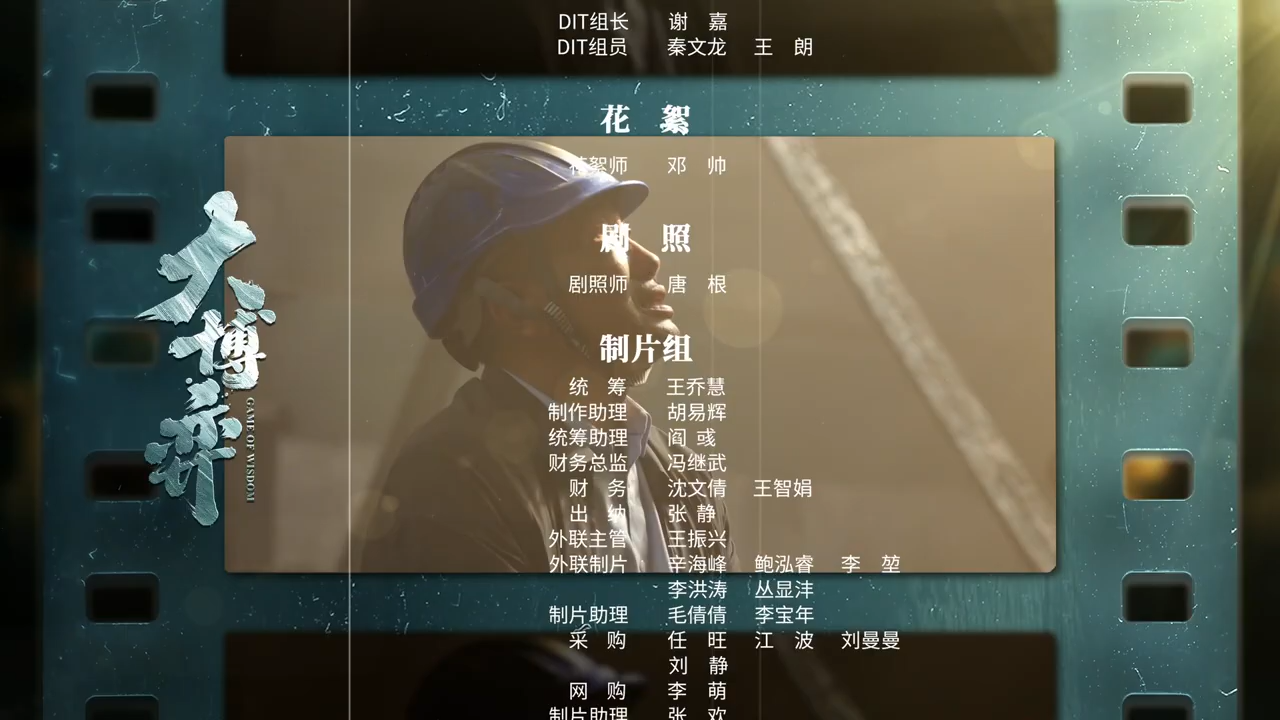 DIT组长 谢 嘉
DIT组员 秦文龙 王 朗
花 絮
花絮师 邓 帅
剧 照
剧照师 唐 根
制片组
统 筹 王乔慧
制作助理 胡易辉
统筹助理 阎 彧
财务总监 冯继武
财 务 沈文倩 王智娟
出 纳 张 静
外联主管 王振兴
外联制片 辛海峰 鲍泓睿 李 堃
李洪涛 丛显沣
制片助理 毛倩倩 李宝年
采 购 任 旺 江 波 刘曼曼
刘 静
网 购 李 萌
制片助理 张 欢
大博弈
GAME OF WISDOM